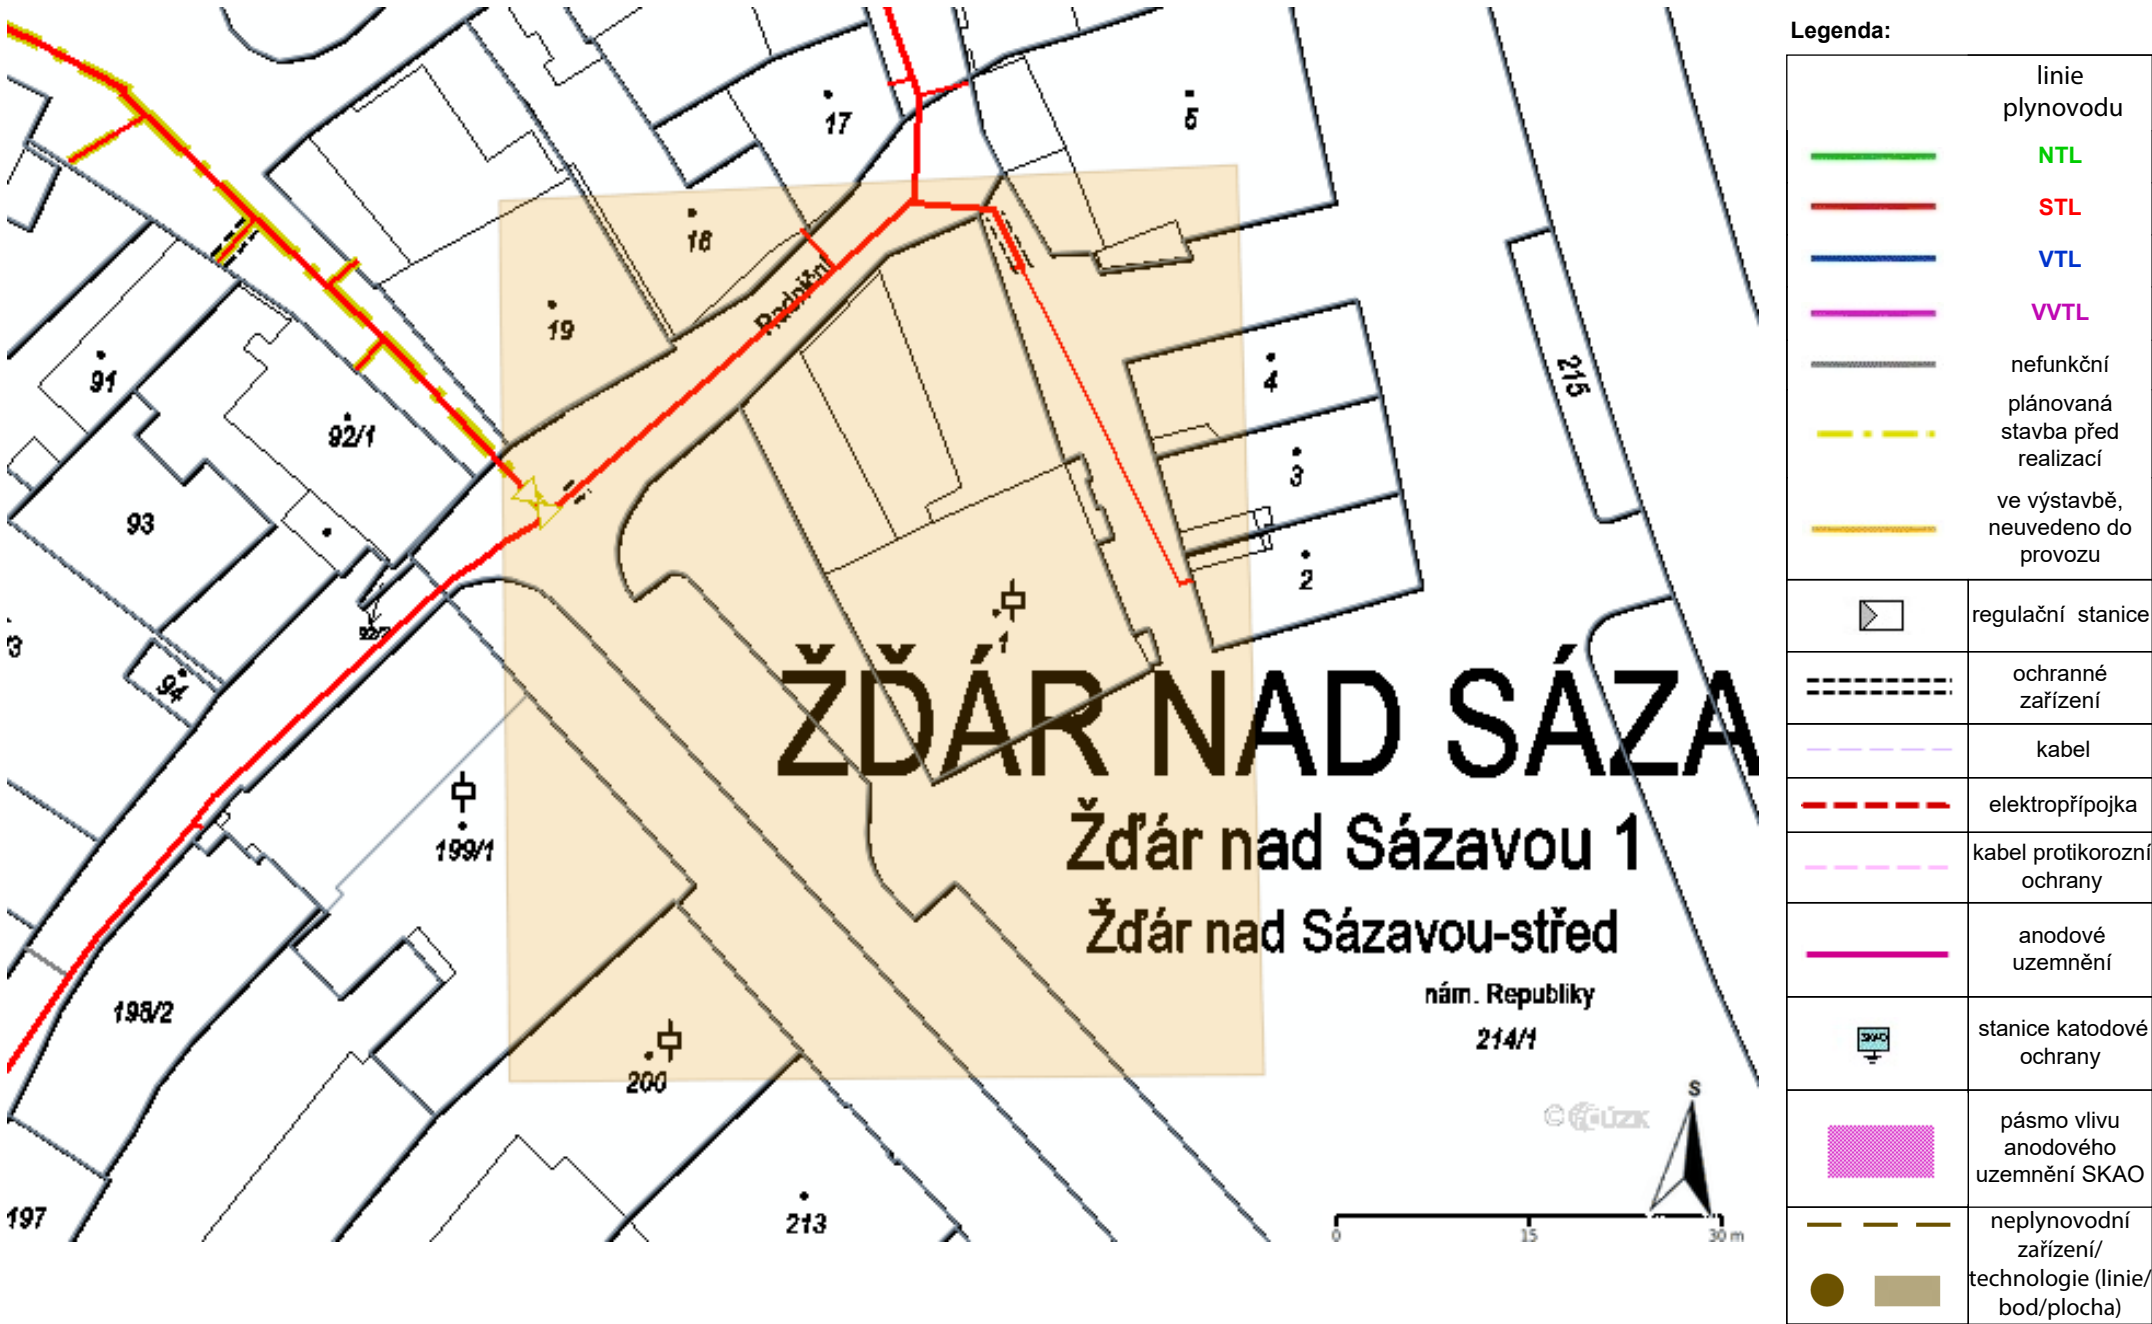 17
5
18
Radniční
19
4
215
91
92/1
3
93
2
92/2
1
94
ŽĎÁR NAD SÁZA
199/1
Žďár nad Sázavou 1
Žďár nad Sázavou-střed
nám. Republiky
198/2
214/1
200
S
197
213
0 15 30 m
Legenda:
linie
plynovodu
NTL
STL
VTL
VVTL
nefunkční
plánovaná
stavba před
realizací
ve výstavbě,
neuvedeno do
provozu
regulační stanice
ochranné
zařízení
kabel
elektropřípojka
kabel protikorozní
ochrany
anodové
uzemnění
SKAO
stanice katodové
ochrany
pásmo vlivu
anodového
uzemnění SKAO
neplynovodní
zařízení/
technologie (linie/
bod/plocha)